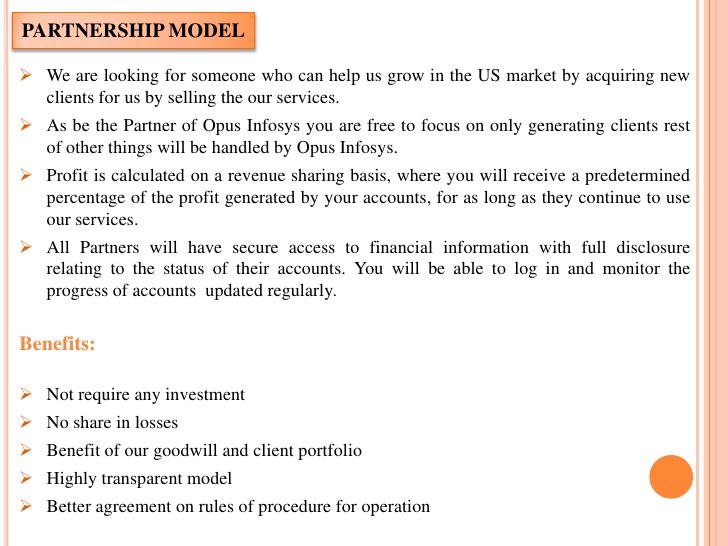 PARTNERSHIP MODEL
We are looking for someone who can help us grow in the US market by acquiring new
clients for us by selling the our services.
As be the Partner of Opus Infosys you are free to focus on only generating clients rest
of other things will be handled by Opus Infosys.
Profit is calculated on a revenue sharing basis, where you will receive a predetermined
percentage of the profit generated by your accounts, for as long as they continue to use
our services.
All Partners will have secure access to financial information with full disclosure
relating to the status of their accounts. You will be able to log in and monitor the
progress of accounts updated regularly.
Benefits:
Not require any investment
No share in losses
Benefit of our goodwill and client portfolio
Highly transparent model
Better agreement on rules of procedure for operation